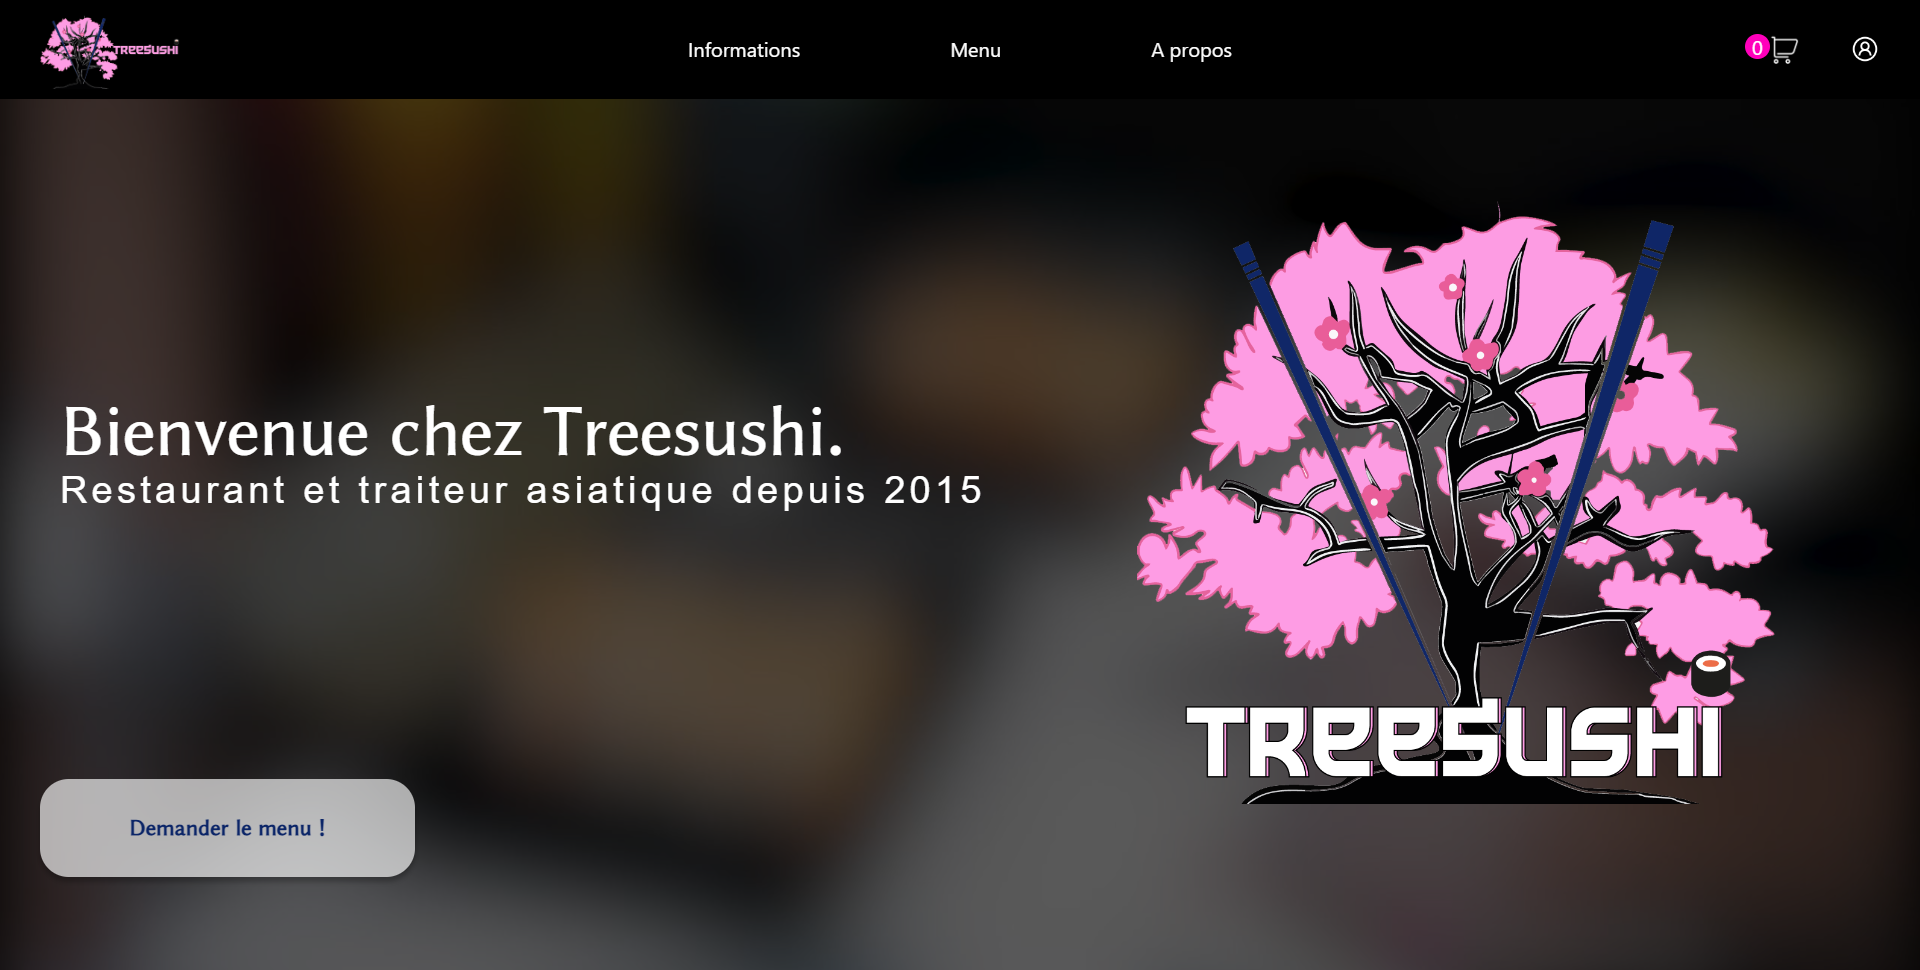 TREESUSHI
Informations
Menu
A propos
0
Bienvenue chez Treesushi.
Restaurant et traiteur asiatique depuis 2015
TREESUSHI
Demander le menu !